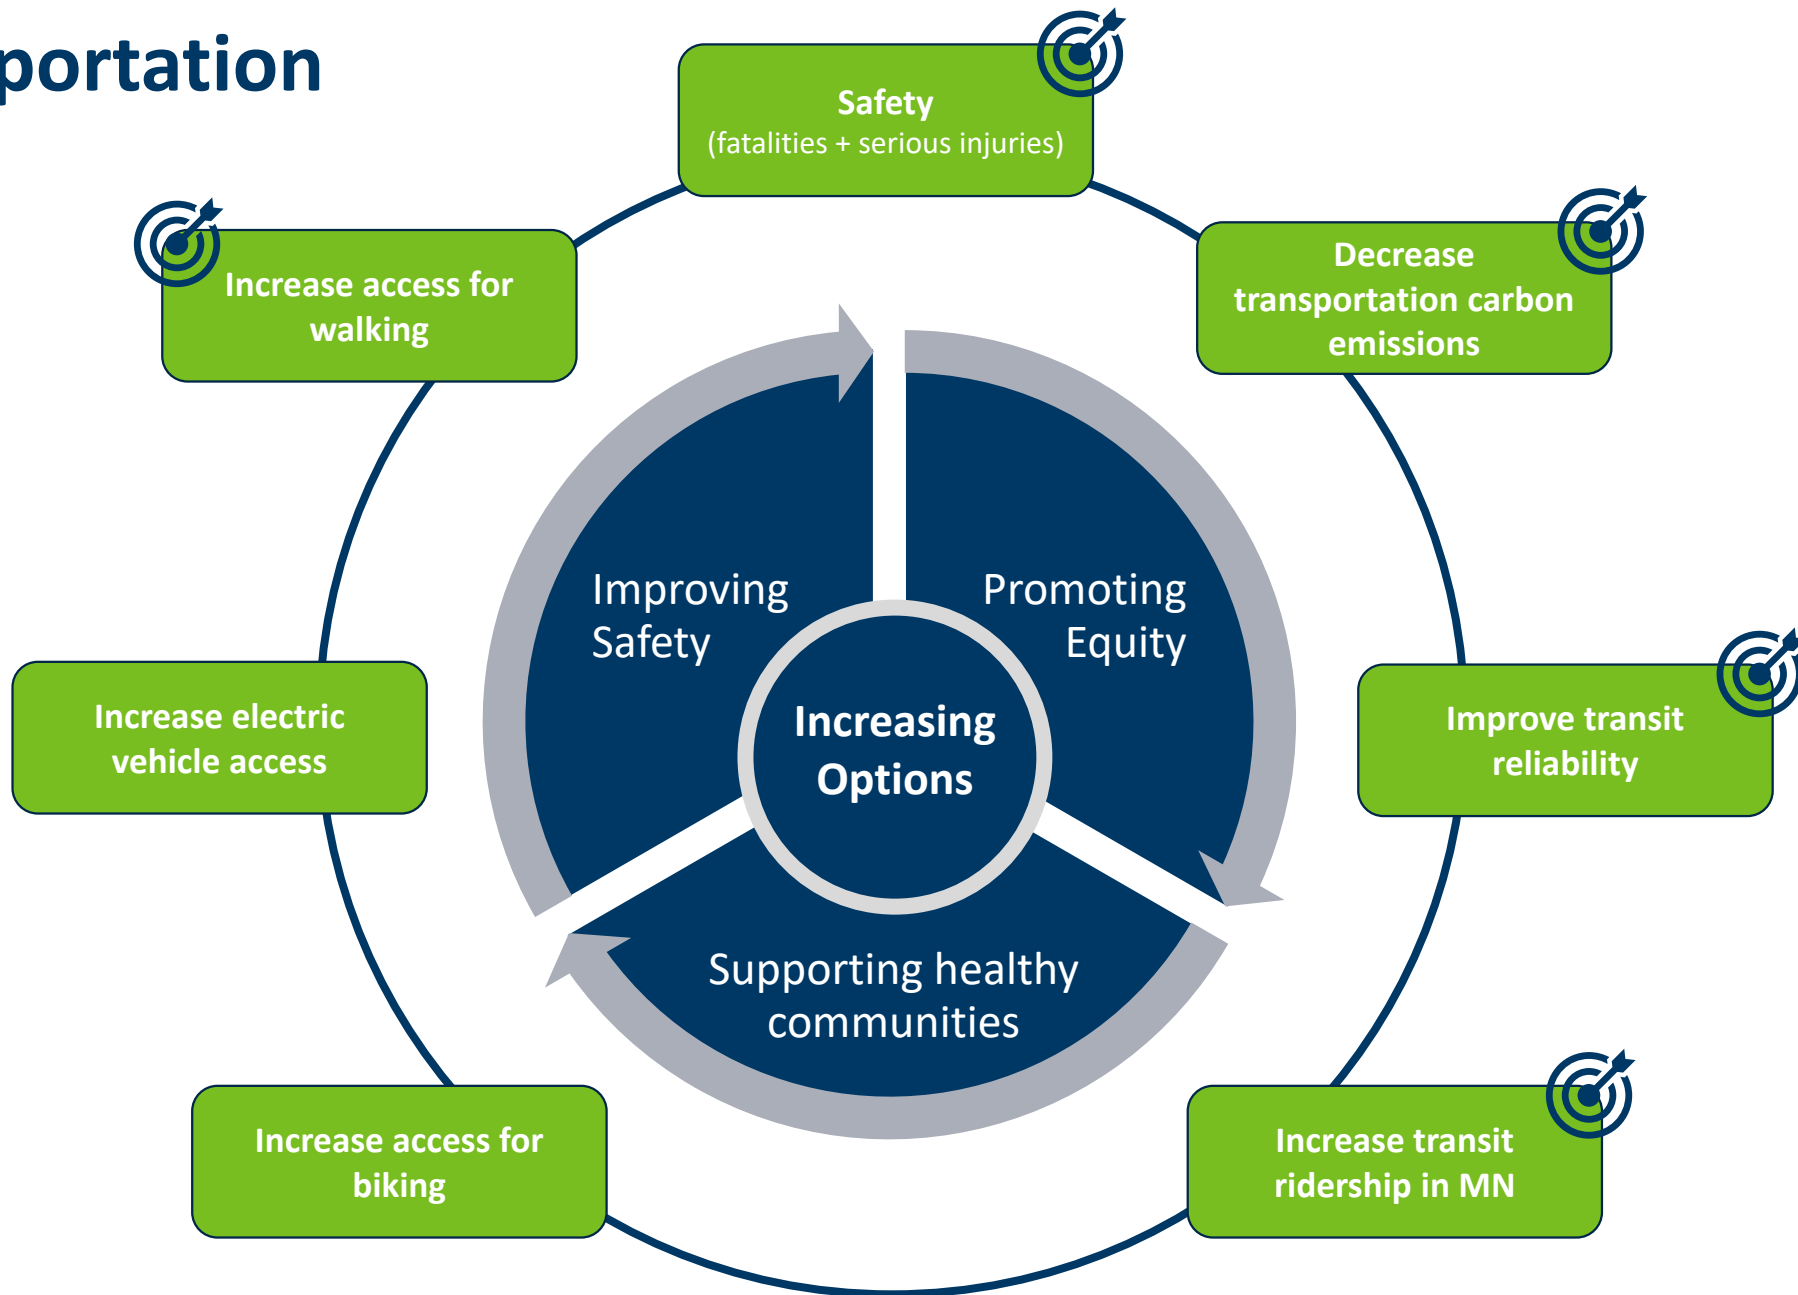 portation
Safety
(fatalities + serious injuries)
Increase access for
walking
Decrease
transportation carbon
emissions
Improving
Safety
Promoting
Equity
Increase electric
vehicle access
Increasing
Options
Improve transit
reliability
Supporting healthy
communities
Increase access for
biking
Increase transit
ridership in MN